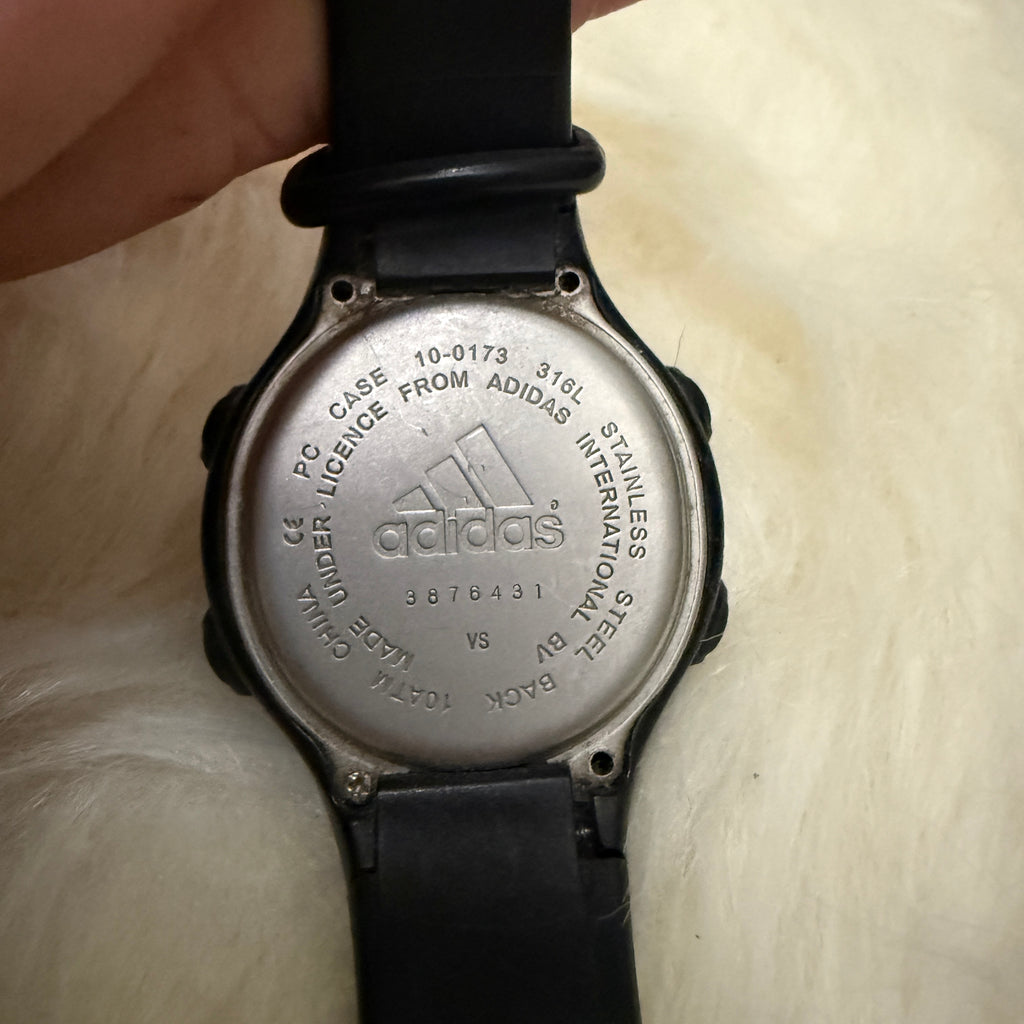 CE PC CASE 10-0173 316L STAINLESS STEEL BACK 10ATM CHINA
MADE UNDER LICENCE FROM ADIDAS INTERNATIONAL BV
adidas®
3876431
VS